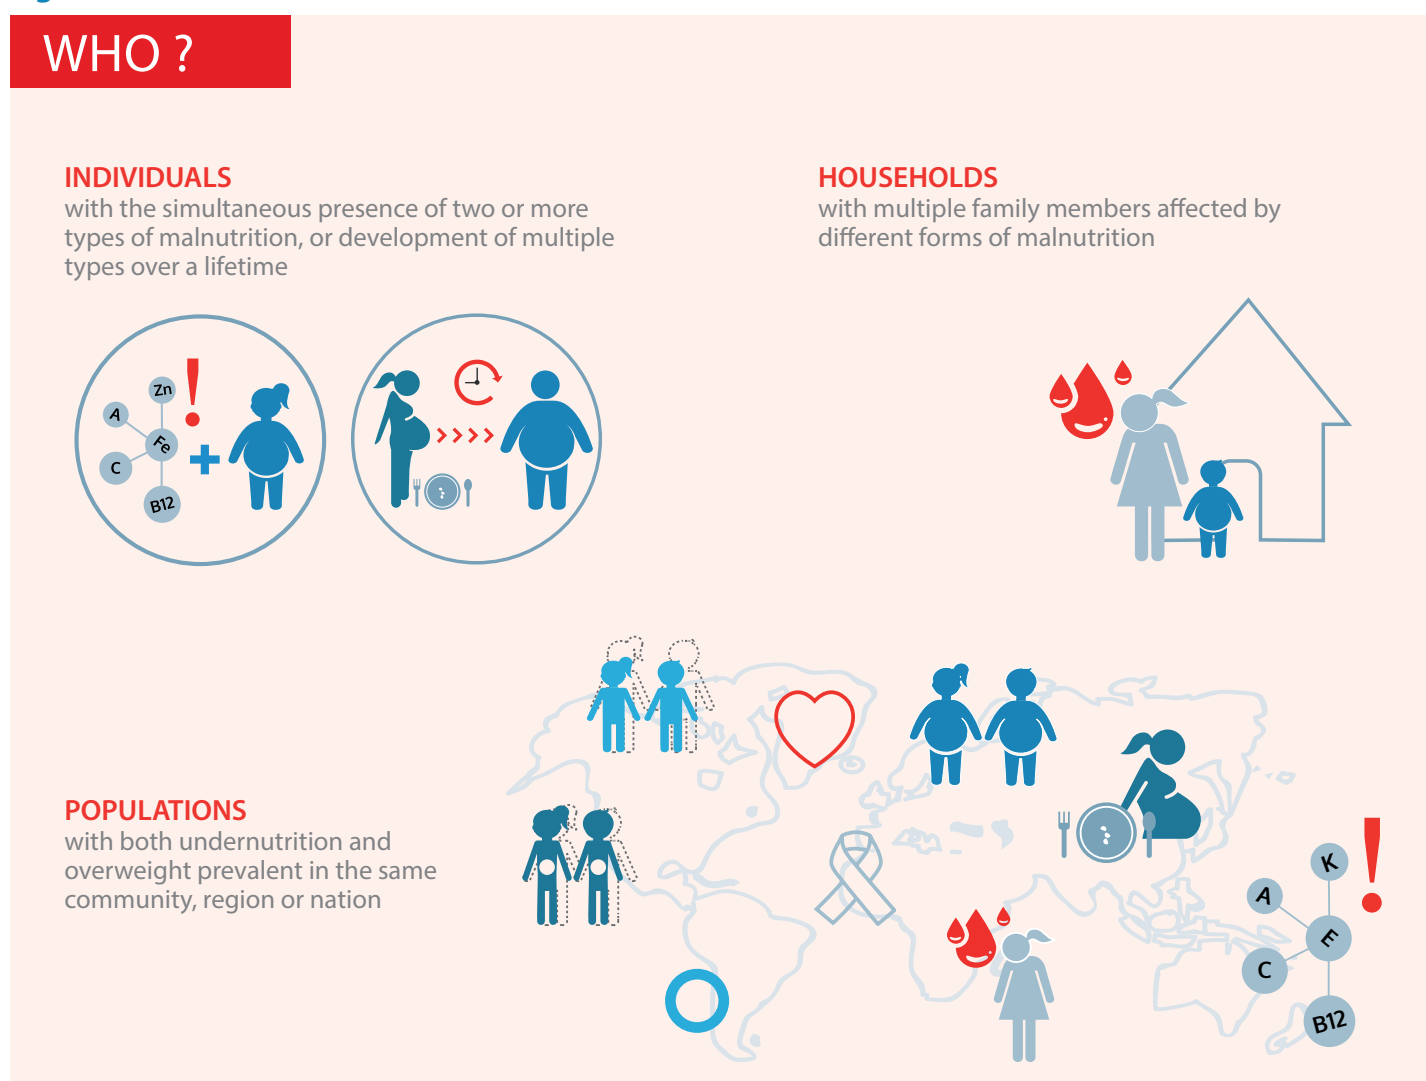 WHO ?
INDIVIDUALS
with the simultaneous presence of two or more
types of malnutrition, or development of multiple
types over a lifetime
HOUSEHOLDS
with multiple family members affected by
different forms of malnutrition
Zn
A
Fe
C
B12
POPULATIONS
with both undernutrition and
overweight prevalent in the same
community, region or nation
K
A
E
C
B12